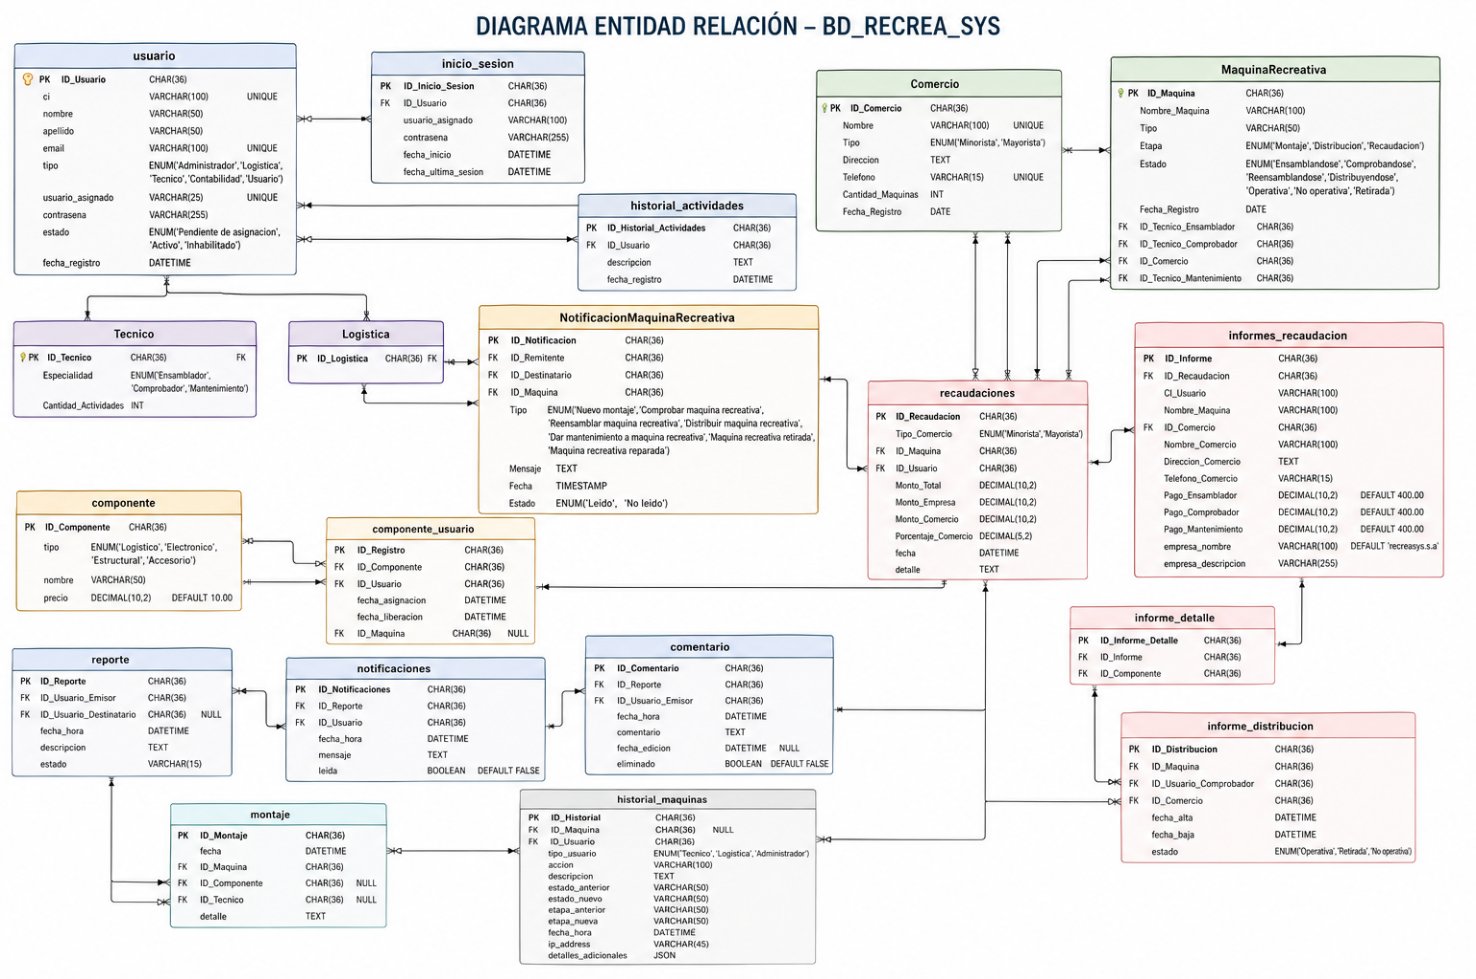 DIAGRAMA ENTIDAD RELACIÓN – BD_RECREA_SYS
usuario
PK ID_Usuario CHAR(36)
ci VARCHAR(100) UNIQUE
nombre VARCHAR(50)
apellido VARCHAR(50)
email VARCHAR(100) UNIQUE
tipo ENUM('Administrador','Logistica',
'Tecnico','Contabilidad','Usuario')
usuario_asignado VARCHAR(25) UNIQUE
contrasena VARCHAR(255)
estado ENUM('Pendiente de asignacion',
'Activo', 'Inhabilitado')
fecha_registro DATETIME
inicio_sesion
PK ID_Inicio_Sesion CHAR(36)
FK ID_Usuario CHAR(36)
usuario_asignado VARCHAR(100)
contrasena VARCHAR(255)
fecha_inicio DATETIME
fecha_ultima_sesion DATETIME
historial_actividades
PK ID_Historial_Actividades CHAR(36)
FK ID_Usuario CHAR(36)
descripcion TEXT
fecha_registro DATETIME
Comercio
PK ID_Comercio CHAR(36)
Nombre VARCHAR(100) UNIQUE
Tipo ENUM('Minorista', 'Mayorista')
Direccion TEXT
Telefono VARCHAR(15) UNIQUE
Cantidad_Maquinas INT
Fecha_Registro DATE
MaquinaRecreativa
PK ID_Maquina CHAR(36)
Nombre_Maquina VARCHAR(100)
Tipo VARCHAR(50)
Etapa ENUM('Montaje','Distribucion', 'Recaudacion')
Estado ENUM('Ensamblandose','Comprobandose',
'Reensamblandose','Distribuyendose',
'Operativa', 'No operativa', 'Retirada')
Fecha_Registro DATE
FK ID_Tecnico_Ensamblador CHAR(36)
FK ID_Tecnico_Comprobador CHAR(36)
FK ID_Comercio CHAR(36)
FK ID_Tecnico_Mantenimiento CHAR(36)
Tecnico
PK ID_Tecnico CHAR(36) FK
Especialidad ENUM('Ensamblador',
'Comprobador', 'Mantenimiento')
Cantidad_Actividades INT
Logistica
PK ID_Logistica CHAR(36) FK
NotificacionMaquinaRecreativa
PK ID_Notificacion CHAR(36)
FK ID_Remitente CHAR(36)
FK ID_Destinatario CHAR(36)
FK ID_Maquina CHAR(36)
Tipo ENUM('Nuevo montaje', 'Comprobar maquina recreativa',
'Reensamblar maquina recreativa', 'Distribuir maquina recreativa',
'Dar mantenimiento a maquina recreativa', 'Maquina recreativa retirada',
'Maquina recreativa reparada')
Mensaje TEXT
Fecha TIMESTAMP
Estado ENUM('Leido', 'No leido')
recaudaciones
PK ID_Recaudacion CHAR(36)
Tipo_Comercio ENUM('Minorista','Mayorista')
FK ID_Maquina CHAR(36)
FK ID_Usuario CHAR(36)
Monto_Total DECIMAL(10,2)
Monto_Empresa DECIMAL(10,2)
Monto_Comercio DECIMAL(10,2)
Porcentaje_Comercio DECIMAL(5,2)
fecha DATETIME
detalle TEXT
informes_recaudacion
PK ID_Informe CHAR(36)
FK ID_Recaudacion CHAR(36)
CI_Usuario VARCHAR(100)
Nombre_Maquina VARCHAR(100)
FK ID_Comercio CHAR(36)
Nombre_Comercio VARCHAR(100)
Direccion_Comercio TEXT
Telefono_Comercio VARCHAR(15)
Pago_Ensamblador DECIMAL(10,2) DEFAULT 400.00
Pago_Comprobador DECIMAL(10,2) DEFAULT 400.00
Pago_Mantenimiento DECIMAL(10,2) DEFAULT 400.00
empresa_nombre VARCHAR(100) DEFAULT 'recreasys.s.a'
empresa_descripcion VARCHAR(255)
componente
PK ID_Componente CHAR(36)
tipo ENUM('Logistico','Electronico',
'Estructural', 'Accesorio')
nombre VARCHAR(50)
precio DECIMAL(10,2) DEFAULT 10.00
componente_usuario
PK ID_Registro CHAR(36)
FK ID_Componente CHAR(36)
FK ID_Usuario CHAR(36)
fecha_asignacion DATETIME
fecha_liberacion DATETIME
FK ID_Maquina CHAR(36) NULL
informe_detalle
PK ID_Informe_Detalle CHAR(36)
FK ID_Informe CHAR(36)
FK ID_Componente CHAR(36)
reporte
PK ID_Reporte CHAR(36)
FK ID_Usuario_Emisor CHAR(36)
FK ID_Usuario_Destinatario CHAR(36) NULL
fecha_hora DATETIME
descripcion TEXT
estado VARCHAR(15)
notificaciones
PK ID_Notificaciones CHAR(36)
FK ID_Reporte CHAR(36)
FK ID_Usuario CHAR(36)
fecha_hora DATETIME
mensaje TEXT
leida BOOLEAN DEFAULT FALSE
comentario
PK ID_Comentario CHAR(36)
FK ID_Reporte CHAR(36)
FK ID_Usuario_Emisor CHAR(36)
fecha_hora DATETIME
comentario TEXT
fecha_edicion DATETIME NULL
eliminado BOOLEAN DEFAULT FALSE
informe_distribucion
PK ID_Distribucion CHAR(36)
FK ID_Maquina CHAR(36)
FK ID_Usuario_Comprobador CHAR(36)
FK ID_Comercio CHAR(36)
fecha_alta DATETIME
fecha_baja DATETIME
estado ENUM('Operativa', 'Retirada', 'No operativa')
montaje
PK ID_Montaje CHAR(36)
fecha DATETIME
FK ID_Maquina CHAR(36)
FK ID_Componente CHAR(36) NULL
FK ID_Tecnico CHAR(36) NULL
detalle TEXT
historial_maquinas
PK ID_Historial CHAR(36)
FK ID_Maquina CHAR(36) NULL
FK ID_Usuario CHAR(36)
tipo_usuario ENUM('Tecnico', 'Logistica', 'Administrador')
accion VARCHAR(100)
descripcion TEXT
estado_anterior VARCHAR(50)
estado_nuevo VARCHAR(50)
etapa_anterior VARCHAR(50)
etapa_nueva VARCHAR(50)
fecha_hora DATETIME
ip_address VARCHAR(45)
detalles_adicionales JSON